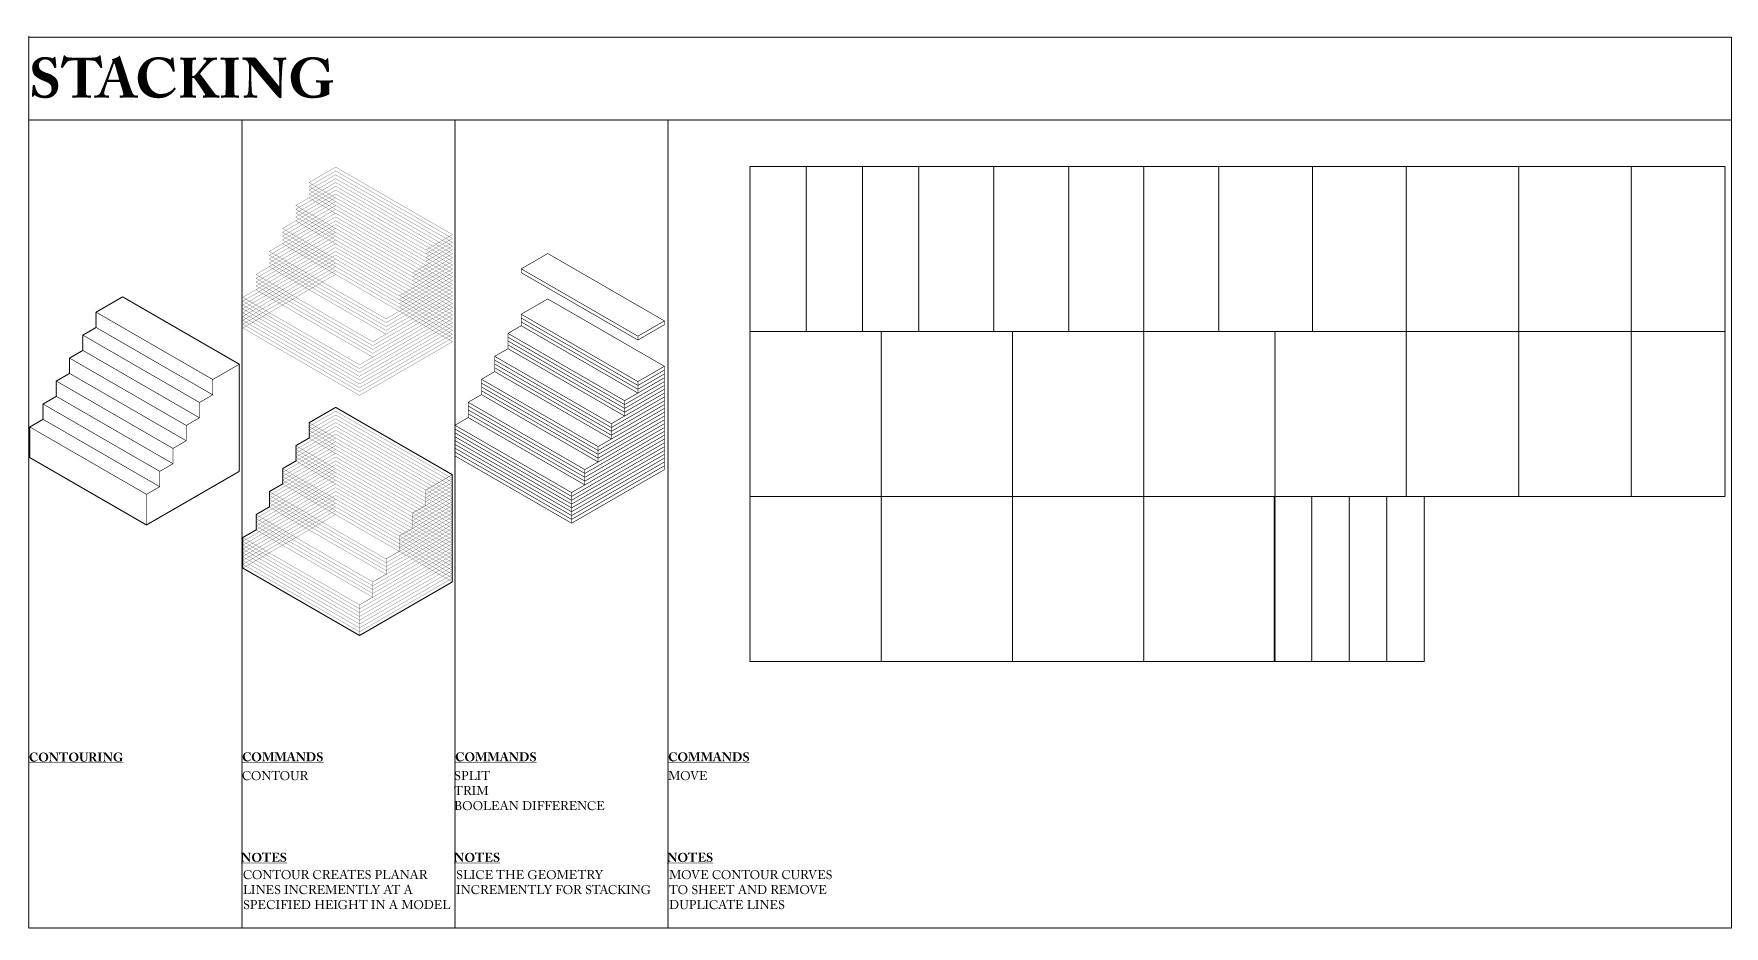 STACKING
CONTOURING
COMMANDS
CONTOUR
NOTES
CONTOUR CREATES PLANAR
LINES INCREMENTLY AT A
SPECIFIED HEIGHT IN A MODEL
COMMANDS
SPLIT
TRIM
BOOLEAN DIFFERENCE
NOTES
SLICE THE GEOMETRY
INCREMENTLY FOR STACKING
COMMANDS
MOVE
NOTES
MOVE CONTOUR CURVES
TO SHEET AND REMOVE
DUPLICATE LINES